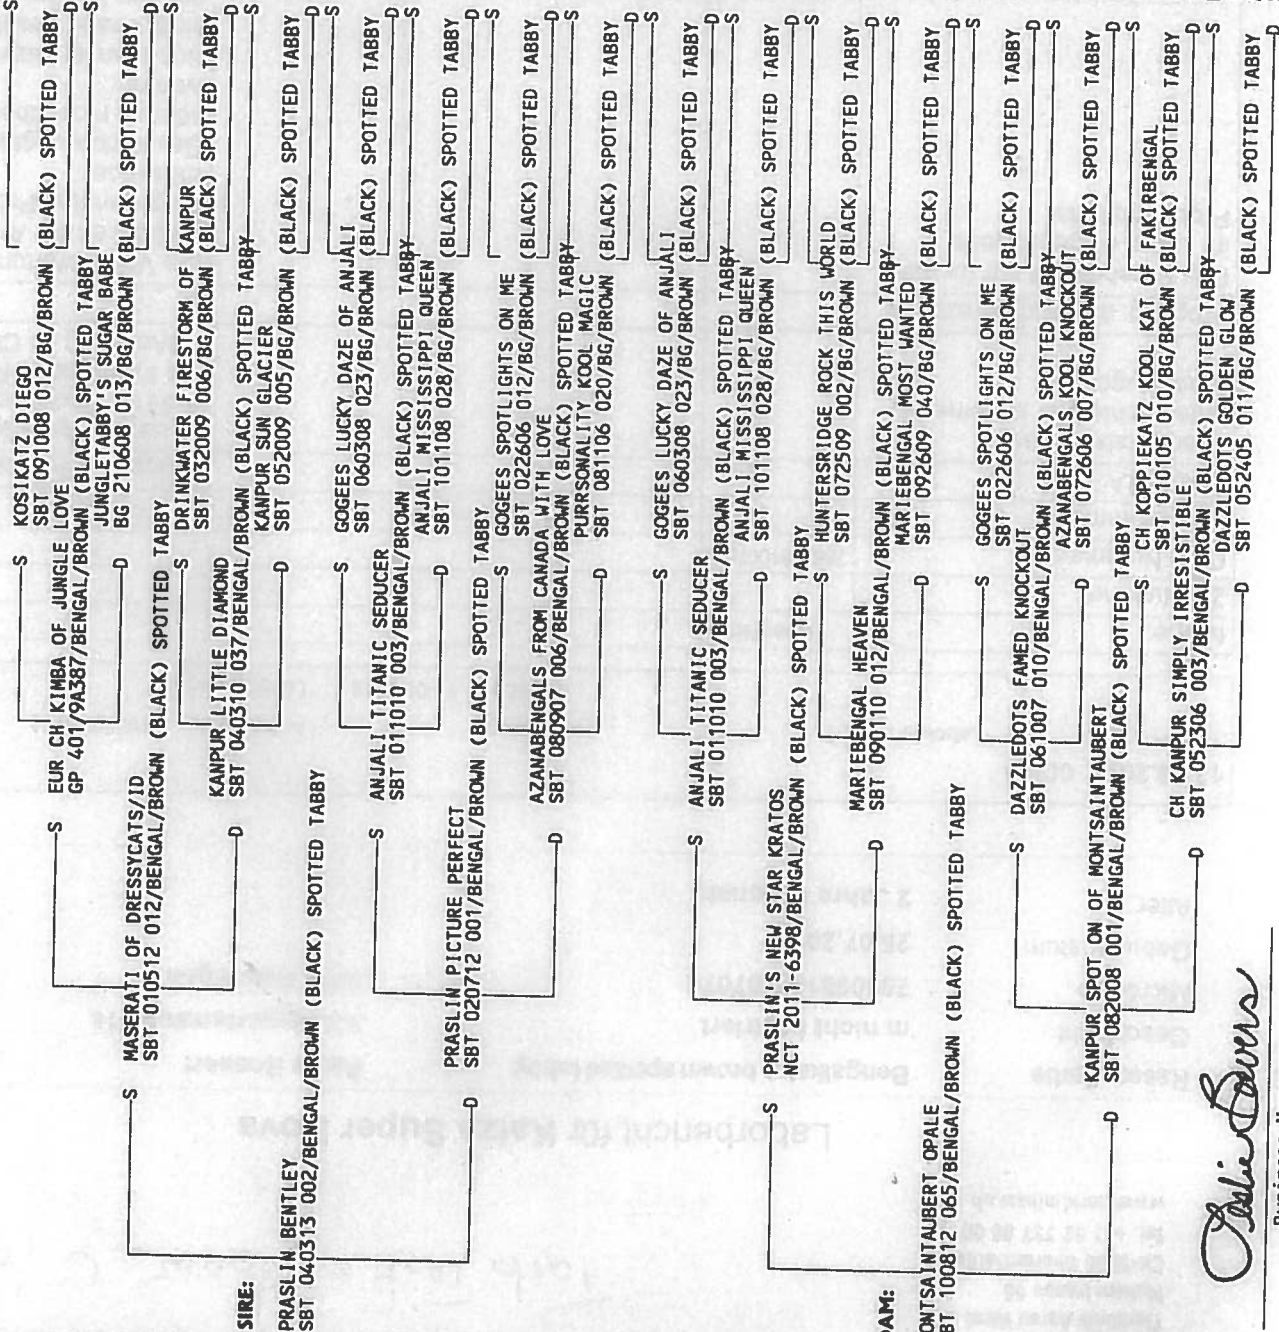 SIRE:
PRASLIN BENTLEY
SBT 040313 002/BENGAL/BROWN (BLACK) SPOTTED TABBY
S
MASERATI OF DRESSYCATS/ID
SBT 010512 012/BENGAL/BROWN (BLACK) SPOTTED TABBY
S
EUR CH KIMBA OF JUNGLE LOVE
GP 401/9A387/BENGAL/BROWN (BLACK) SPOTTED TABBY
S
KOSIKATZ DIEGO
SBT 091008 012/BG/BROWN (BLACK) SPOTTED TABBY
S
D
D
JUNGLETABBY'S SUGAR BABE
BG 210608 0113/BG/BROWN (BLACK) SPOTTED TABBY
S
D
D
KANPUR LITTLE DIAMOND
SBT 040310 037/BENGAL/BROWN (BLACK) SPOTTED TABBY
S
DRINKWATER FIRESTORM OF KANPUR
SBT 032009 006/BG/BROWN (BLACK) SPOTTED TABBY
S
D
D
KANPUR SUN GLACIER
SBT 052009 005/BG/BROWN (BLACK) SPOTTED TABBY
S
D
D
PRASLIN PICTURE PERFECT
SBT 020712 001/BENGAL/BROWN (BLACK) SPOTTED TABBY
S
ANJALI TITANIC SEDUCER
SBT 011010 003/BENGAL/BROWN (BLACK) SPOTTED TABBY
S
GOGEES LUCKY DAZE OF ANJALI
SBT 060308 023/BG/BROWN (BLACK) SPOTTED TABBY
S
D
D
ANJALI MISSISSIPPI QUEEN
SBT 101108 028/BG/BROWN (BLACK) SPOTTED TABBY
S
D
D
AZANABENGALS FROM CANADA WITH LOVE
SBT 080907 006/BENGAL/BROWN (BLACK) SPOTTED TABBY
S
GOGEES SPOTLIGHTS ON ME
SBT 022606 012/BG/BROWN (BLACK) SPOTTED TABBY
S
D
D
PURRSONALITY KOOL MAGIC
SBT 081106 020/BG/BROWN (BLACK) SPOTTED TABBY
S
D
DAM:
ONTSAINTAUBERT OPALE
BT 100812 065/BENGAL/BROWN (BLACK) SPOTTED TABBY
S
PRASLIN'S NEW STAR KRATOS
NCT 2011-6398/BENGAL/BROWN (BLACK) SPOTTED TABBY
S
ANJALI TITANIC SEDUCER
SBT 011010 003/BENGAL/BROWN (BLACK) SPOTTED TABBY
S
GOGEES LUCKY DAZE OF ANJALI
SBT 060308 0223/BG/BROWN (BLACK) SPOTTED TABBY
S
D
D
ANJALI MISSISSIPPI QUEEN
SBT 101108 028/BG/BROWN (BLACK) SPOTTED TABBY
S
D
D
MARIEBENGAL HEAVEN
SBT 090110 012/BENGAL/BROWN (BLACK) SPOTTED TABBY
S
HUNTERSRIDGE ROCK THIS WORLD
SBT 072509 002/BG/BROWN (BLACK) SPOTTED TABBY
S
D
D
MARIEBENGAL MOST WANTED
SBT 092609 040/BG/BROWN (BLACK) SPOTTED TABBY
S
D
D
KANPUR SPOT ON OF MONTSAINTAUBERT
SBT 082008 001/BENGAL/BROWN (BLACK) SPOTTED TABBY
S
DAZZLEDOTS FAMED KNOCKOUT
SBT 061007 010/BENGAL/BROWN (BLACK) SPOTTED TABBY
S
GOGEES SPOTLIGHTS ON ME
SBT 022606 012/BG/BROWN (BLACK) SPOTTED TABBY
S
D
D
AZANABENGALS KOOL KNOCKOUT
SBT 072606 007/BG/BROWN (BLACK) SPOTTED TABBY
S
D
D
CH KANPUR SIMPLY IRRESISTIBLE
SBT 052306 003/BENGAL/BROWN (BLACK) SPOTTED TABBY
S
CH KOPPIEKATZ KOOL KAT OF FAKIRBENGAL
SBT 010105 010/BG/BROWN (BLACK) SPOTTED TABBY
S
D
D
DAZZLEDOTS GOLDEN GLOW
SBT 052405 011/BG/BROWN (BLACK) SPOTTED TABBY
S
D
Leslie Bowers
Laborbericht für Katze Super Nova